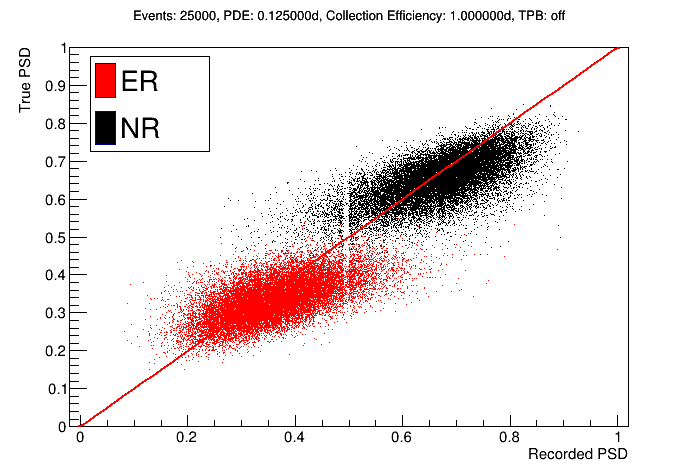 Events: 25000, PDE: 0.125000d, Collection Efficiency: 1.000000d, TPB: off
True PSD
1
0.9
0.8
0.7
0.6
0.5
0.4
0.3
0.2
0.1
0
ER
NR
0 0.2 0.4 0.6 0.8 1
Recorded PSD